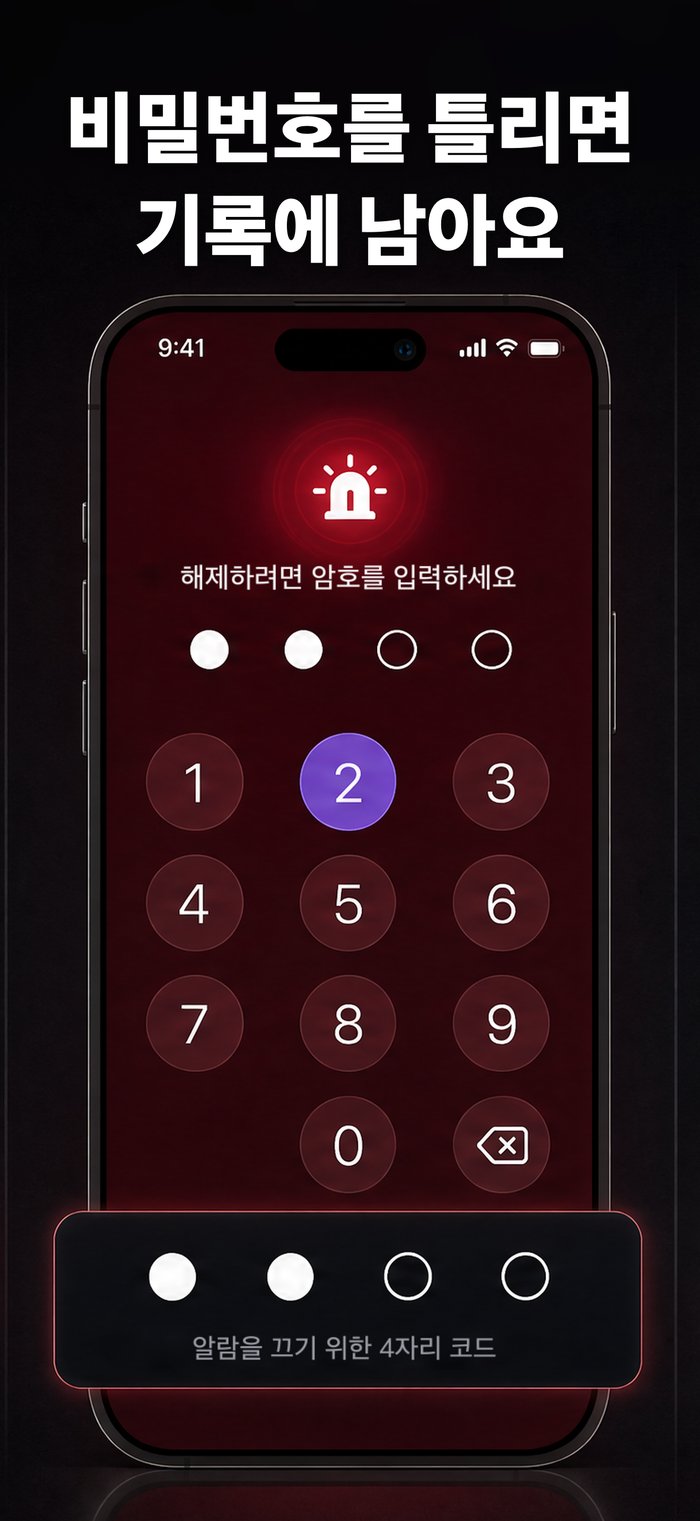 비밀번호를 틀리면
기록에 남아요
9:41
해제하려면 암호를 입력하세요
1 2 3
4 5 6
7 8 9
0
알람을 끄기 위한 4자리 코드